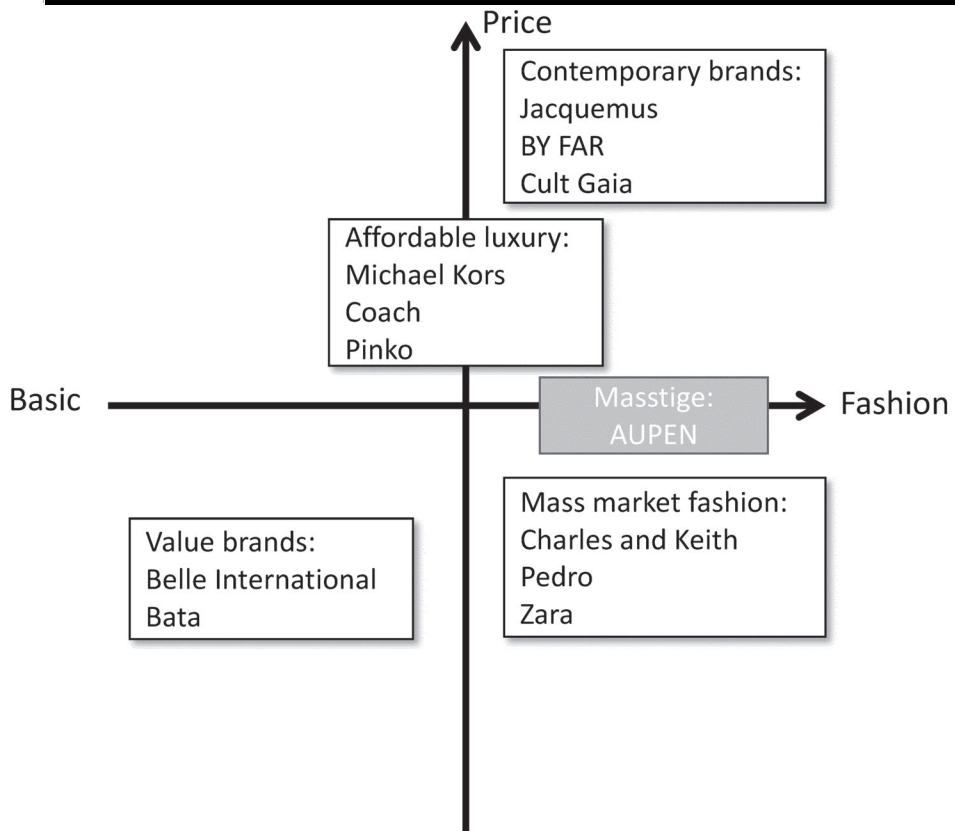 Price
Contemporary brands:
Jacquemus
BY FAR
Cult Gaia
Affordable luxury:
Michael Kors
Coach
Pinko
Basic
Masstige:
AUPEN
Fashion
Mass market fashion:
Charles and Keith
Pedro
Zara
Value brands:
Belle International
Bata